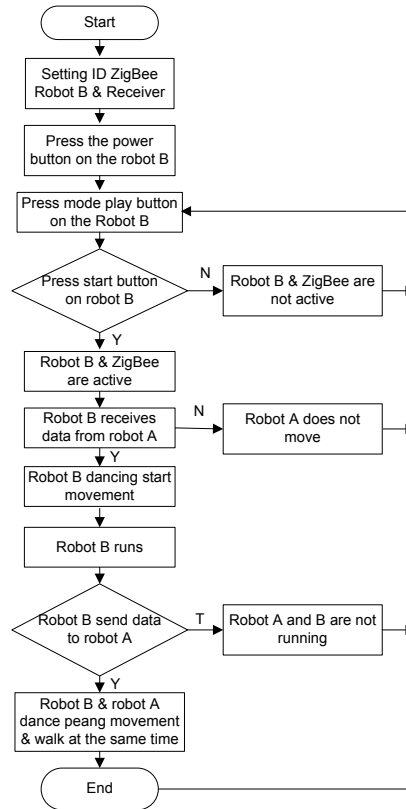 Start
Setting ID ZigBee
Robot B & Receiver
Press the power
button on the robot B
Press mode play button
on the Robot B
Press start button
on robot B
N
Robot B & ZigBee are
not active
Y
Robot B & ZigBee
are active
Robot B receives
data from robot A
N
Robot A does not
move
Y
Robot B dancing start
movement
Robot B runs
Robot B send data
to robot A
T
Robot A and B are not
running
Y
Robot B & robot A
dance peang movement
& walk at the same time
End